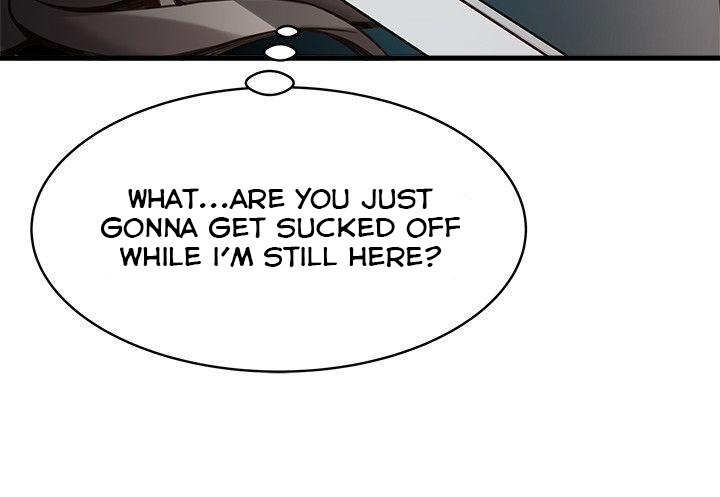 WHAT...ARE YOU JUST
GONNA GET SUCKED OFF
WHILE I'M STILL HERE?